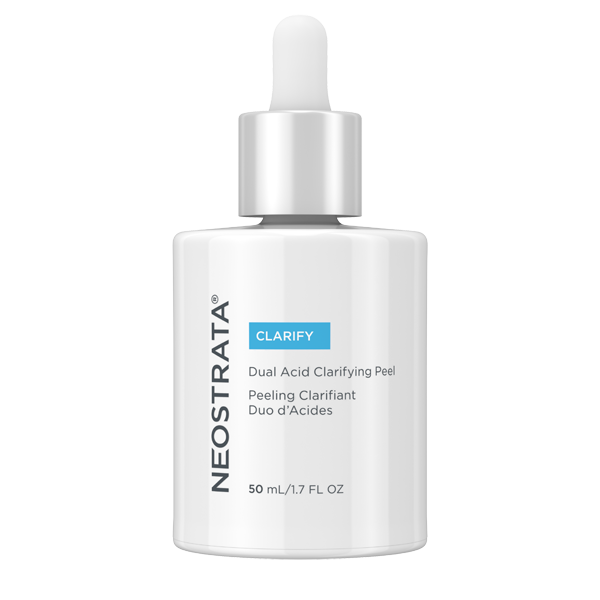 NEOSTRATA®
CLARIFY
Dual Acid Clarifying Peel
Peeling Clarifiant
Duo d'Acides
50 mL/1.7 FL OZ